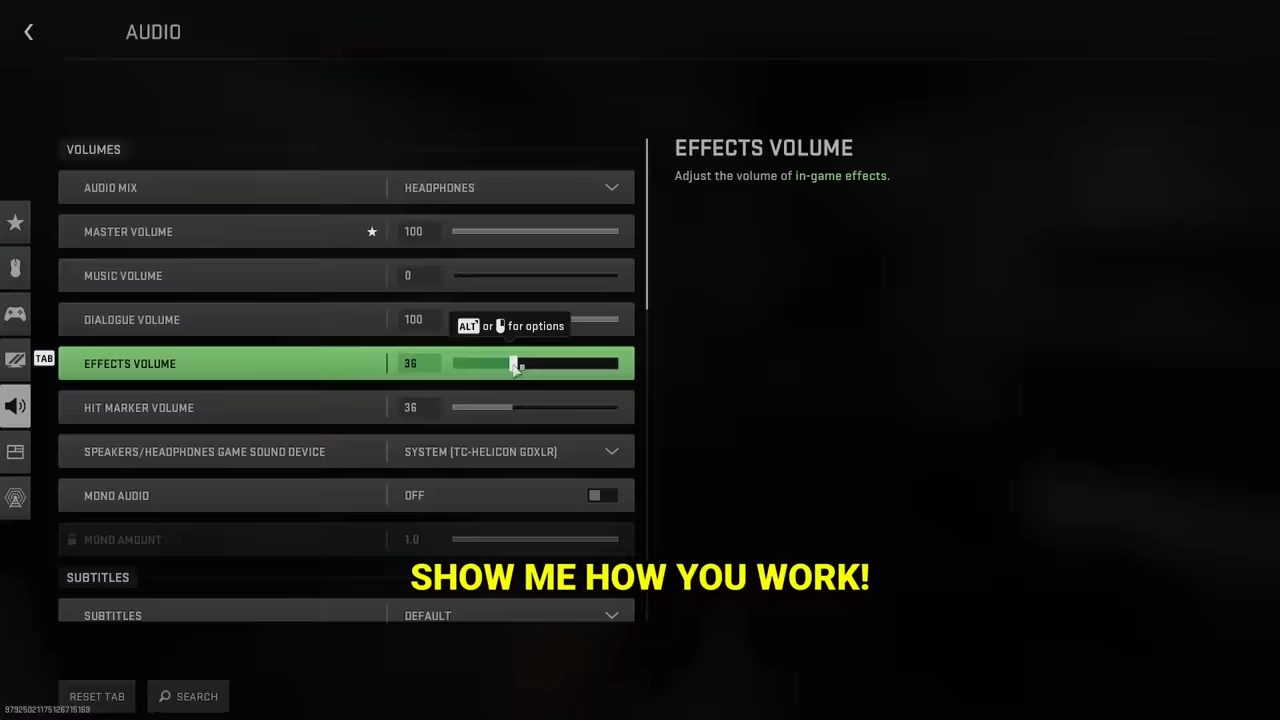 AUDIO
VOLUMES
AUDIO MIX HEADPHONES
MASTER VOLUME 100
MUSIC VOLUME 0
DIALOGUE VOLUME 100
ALT or for options
TAB
EFFECTS VOLUME 36
HIT MARKER VOLUME 36
SPEAKERS/HEADPHONES GAME SOUND DEVICE SYSTEM (TC-HELICON GOXLR)
MONO AUDIO OFF
MONO AMOUNT 1.0
SUBTITLES
SUBTITLES DEFAULT
EFFECTS VOLUME
Adjust the volume of in-game effects.
SHOW ME HOW YOU WORK!
RESET TAB SEARCH